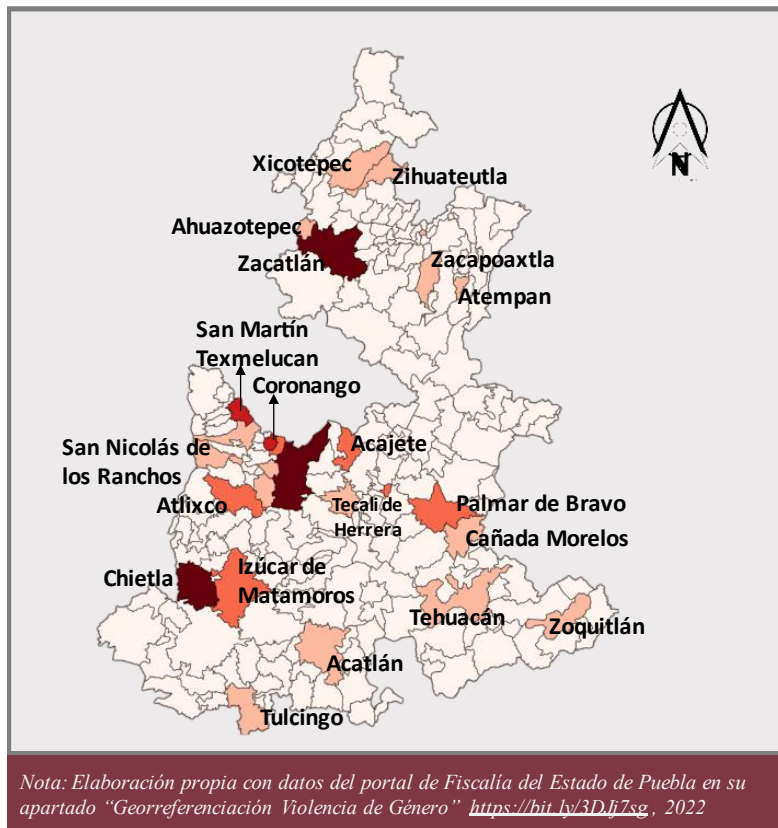 Xicotepec
Zihuateutla
Ahuazotepec
Zacatlán
Zacapoaxtla
Atempan
San Martín
Texmelucan
Coronango
San Nicolás de
los Ranchos
Acajete
Atlixco
Tecali de
Herrera
Palmar de Bravo
Cañada Morelos
Chietla
Izúcar de
Matamoros
Tehuacán
Zoquitlán
Acatlán
Tulcingo
N
Nota: Elaboración propia con datos del portal de Fiscalía del Estado de Puebla en su
apartado “Georreferenciación Violencia de Género” https://bit.ly/3DJj7sg , 2022